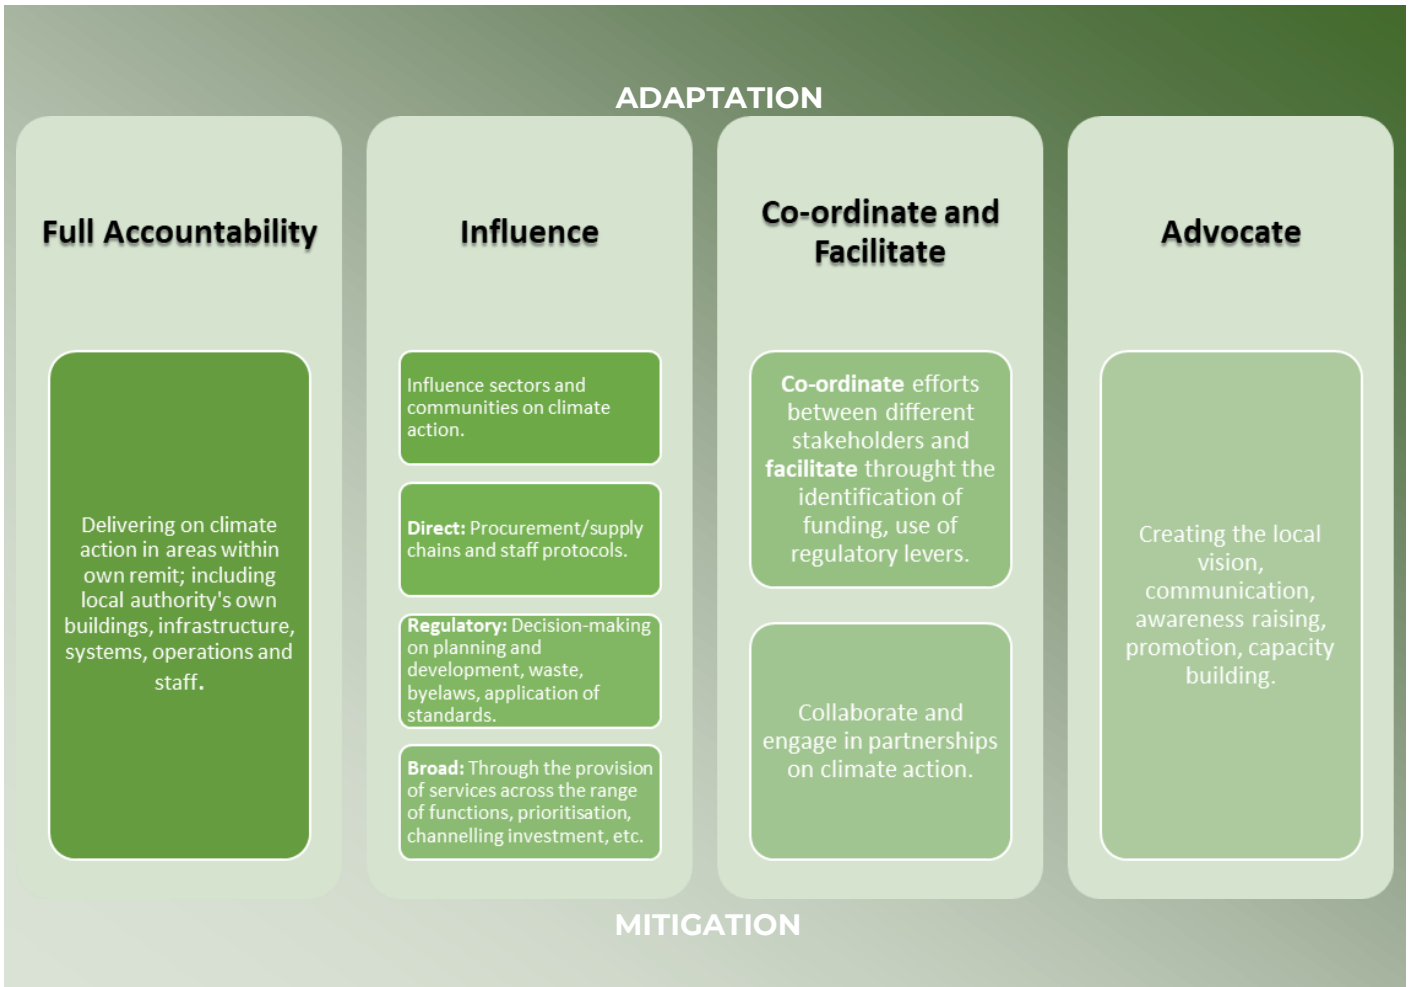 ADAPTATION
Full Accountability
Delivering on climate
action in areas within
own remit; including
local authority's own
buildings, infrastructure,
systems, operations and
staff.
Influence
Influence sectors and
communities on climate
action.
Direct: Procurement/supply
chains and staff protocols.
Regulatory: Decision-making
on planning and
development, waste,
byelaws, application of
standards.
Broad: Through the provision
of services across the range
of functions, prioritisation,
channelling investment, etc.
Co-ordinate and
Facilitate
Co-ordinate efforts
between different
stakeholders and
facilitate throught the
identification of
funding, use of
regulatory levers.
Collaborate and
engage in partnerships
on climate action.
Advocate
Creating the local
vision,
communication,
awareness raising,
promotion, capacity
building.
MITIGATION